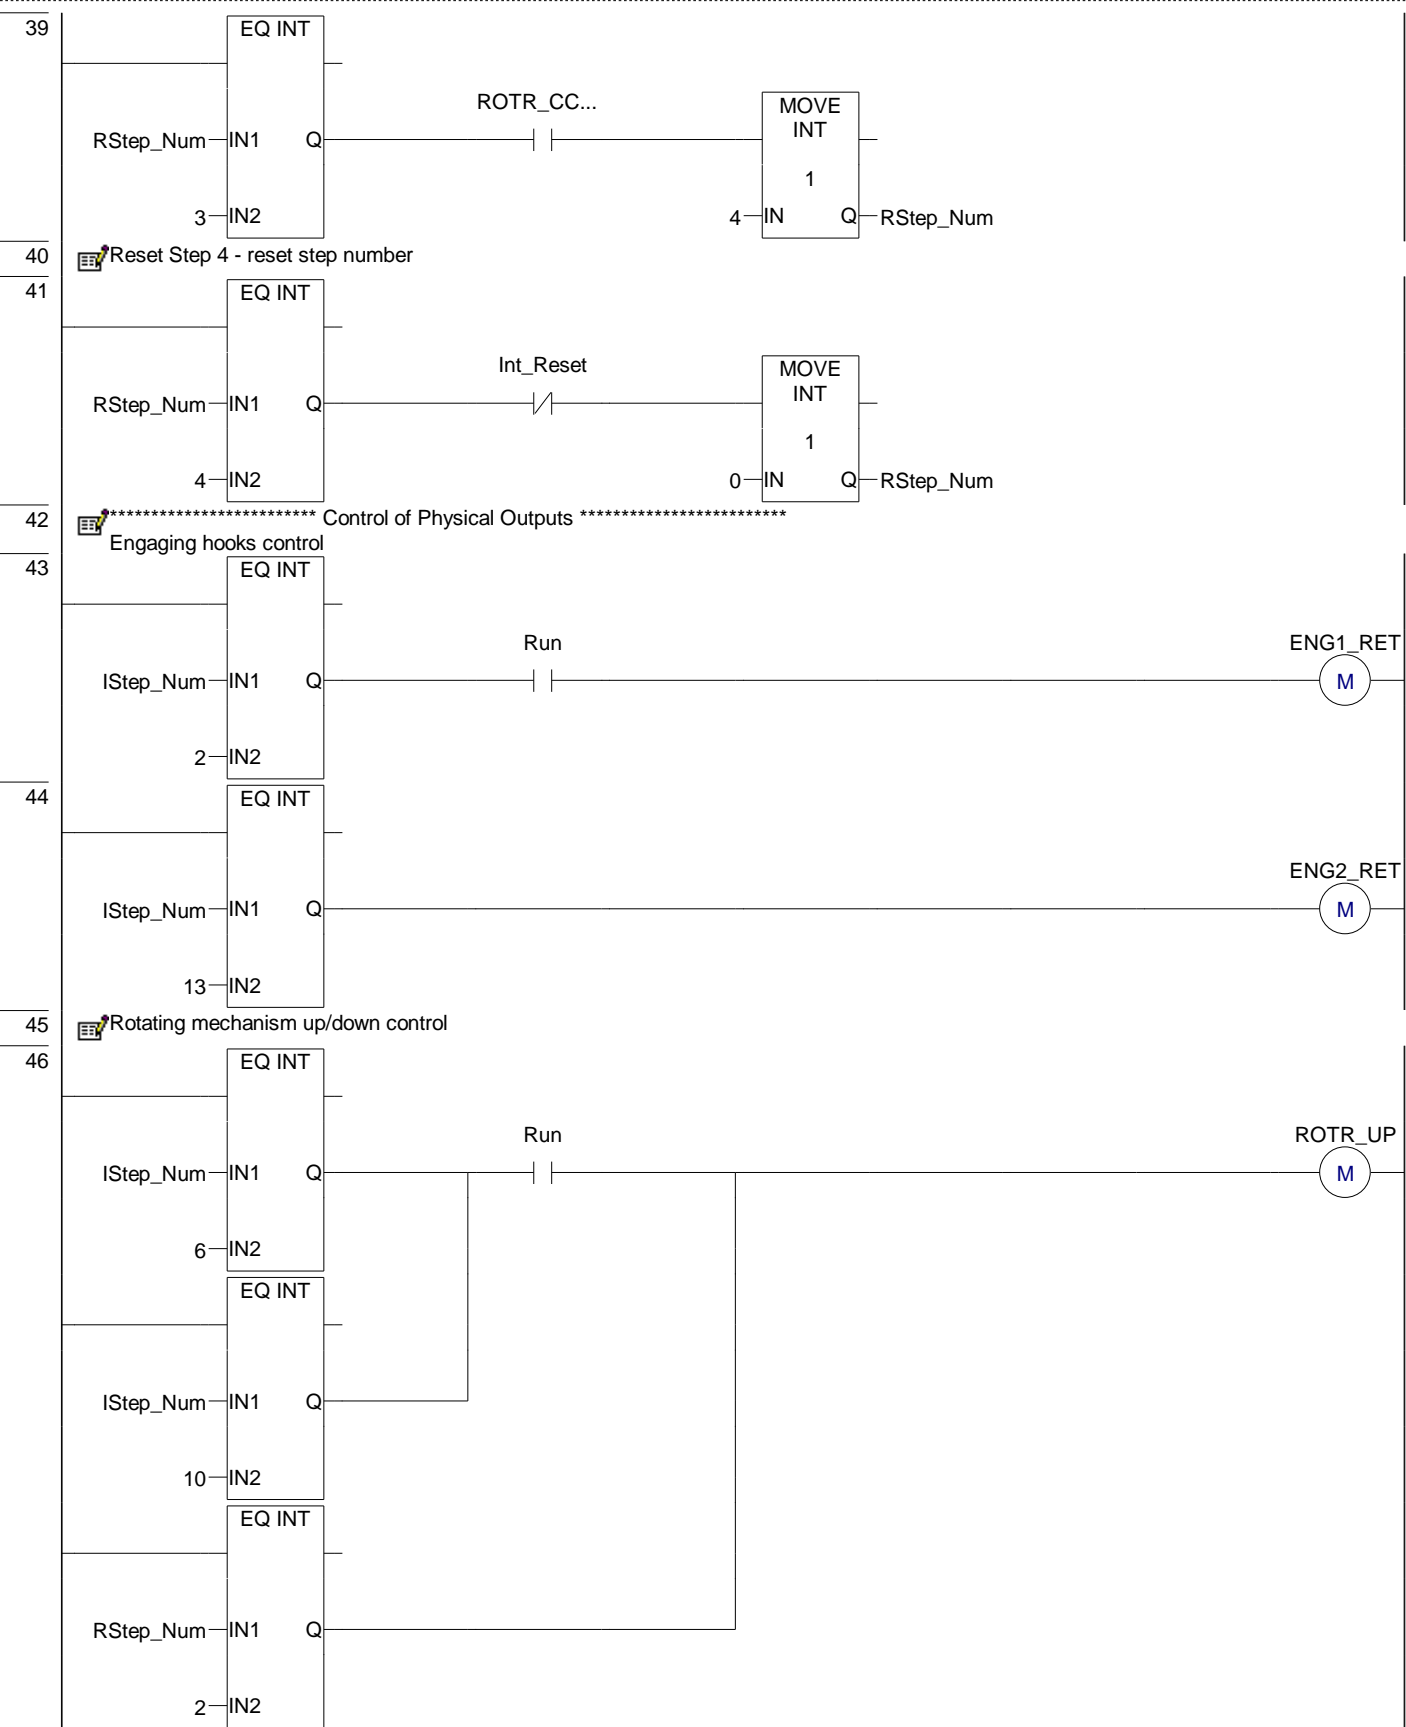 39
EQ INT
ROTR_CC...
MOVE
INT
RStep_Num IN1 Q
1
3 IN2
4 IN Q RStep_Num
40 Reset Step 4 - reset step number
41
EQ INT
Int_Reset
MOVE
INT
RStep_Num IN1 Q
1
4 IN2
0 IN Q RStep_Num
42 ************************* Control of Physical Outputs *************************
Engaging hooks control
43
EQ INT
Run
ENG1_RET
IStep_Num IN1 Q
M
2 IN2
44
EQ INT
ENG2_RET
IStep_Num IN1 Q
M
13 IN2
45 Rotating mechanism up/down control
46
EQ INT
Run
ROTR_UP
IStep_Num IN1 Q
M
6 IN2
EQ INT
IStep_Num IN1 Q
10 IN2
EQ INT
RStep_Num IN1 Q
2 IN2